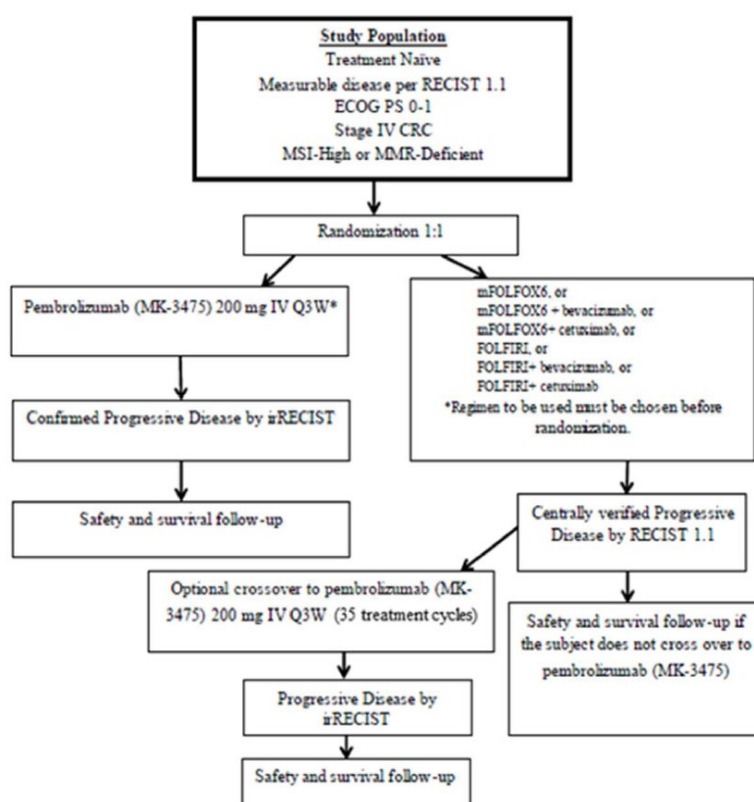 Study Population
Treatment Naïve
Measurable disease per RECIST 1.1
ECOG PS 0-1
Stage IV CRC
MSI-High or MMR-Deficient
Randomization 1:1
Pembrolizumab (MK-3475) 200 mg IV Q3W*
Confirmed Progressive Disease by irRECIST
Safety and survival follow-up
mFOLFOX6, or
mFOLFOX6 + bevacizumab, or
mFOLFOX6+ cetuximab, or
FOLFIRI, or
FOLFIRI+ bevacizumab, or
FOLFIRI+ cetuximab
*Regimen to be used must be chosen before
randomization.
Centrally verified Progressive
Disease by RECIST 1.1
Optional crossover to pembrolizumab (MK-
3475) 200 mg IV Q3W (35 treatment cycles)
Progressive Disease by
irRECIST
Safety and survival follow-up
Safety and survival follow-up if
the subject does not cross over to
pembrolizumab (MK-3475)